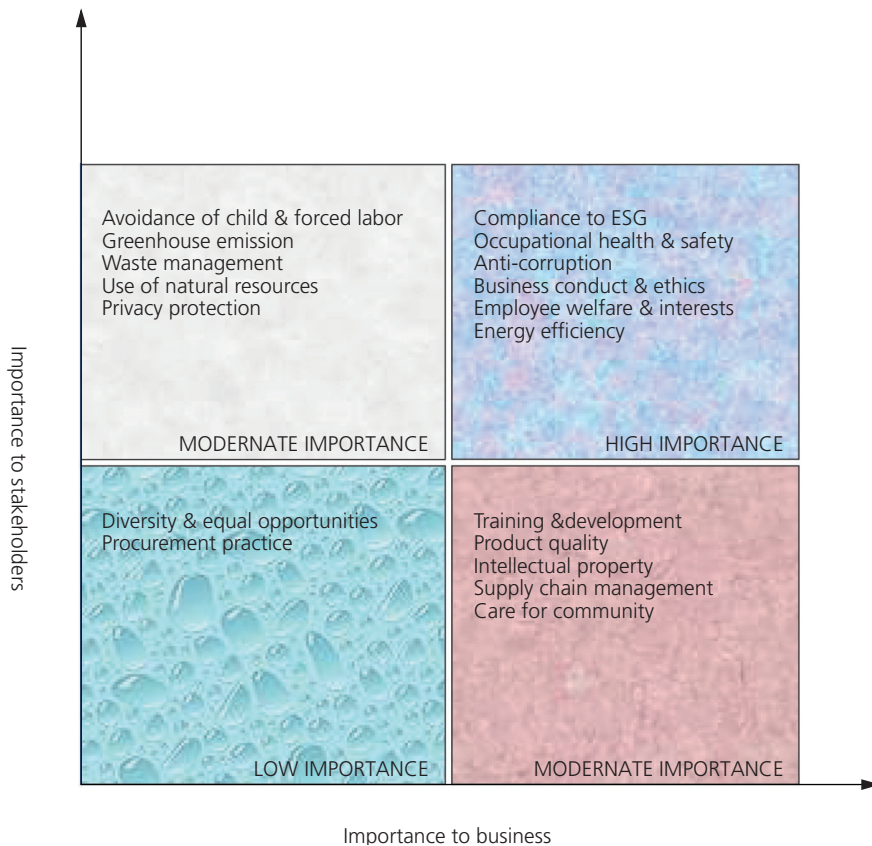 Importance to stakeholders
Avoidance of child & forced labor
Greenhouse emission
Waste management
Use of natural resources
Privacy protection
MODERNATE IMPORTANCE
Compliance to ESG
Occupational health & safety
Anti-corruption
Business conduct & ethics
Employee welfare & interests
Energy efficiency
HIGH IMPORTANCE
Diversity & equal opportunities
Procurement practice
LOW IMPORTANCE
Training &development
Product quality
Intellectual property
Supply chain management
Care for community
MODERNATE IMPORTANCE
Importance to business